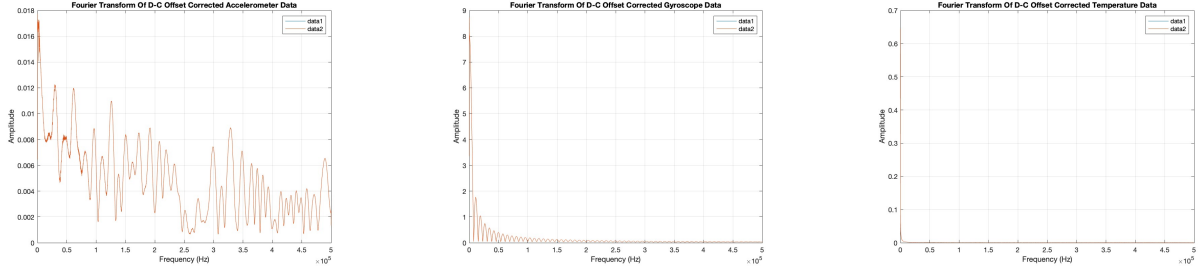 Fourier Transform Of D-C Offset Corrected Accelerometer Data
data1
data2
0.018
0.016
0.014
0.012
0.01
0.008
0.006
0.004
0.002
0
Amplitude
0 0.5 1 1.5 2 2.5 3 3.5 4 4.5 5
Frequency (Hz)
×10^5
Fourier Transform Of D-C Offset Corrected Gyroscope Data
data1
data2
9
8
7
6
5
4
3
2
1
0
Amplitude
0 0.5 1 1.5 2 2.5 3 3.5 4 4.5 5
Frequency (Hz)
×10^5
Fourier Transform Of D-C Offset Corrected Temperature Data
data1
data2
0.7
0.6
0.5
0.4
0.3
0.2
0.1
0
Amplitude
0 0.5 1 1.5 2 2.5 3 3.5 4 4.5 5
Frequency (Hz)
×10^5